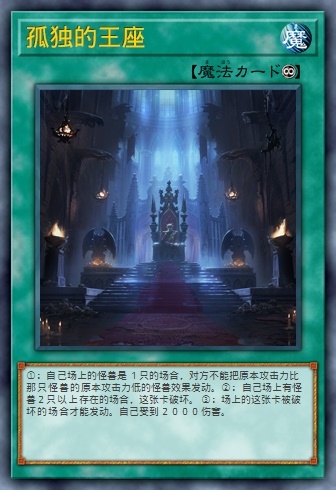 孤独的王座
魔
【魔法カード】
①：自己场上的怪兽是１只的场合，对方不能把原本攻击力比
那只怪兽的原本攻击力低的怪兽效果发动。②：自己场上有怪
兽２只以上存在的场合，这张卡破坏。③：场上的这张卡被破
坏的场合才能发动。自己受到２０００伤害。